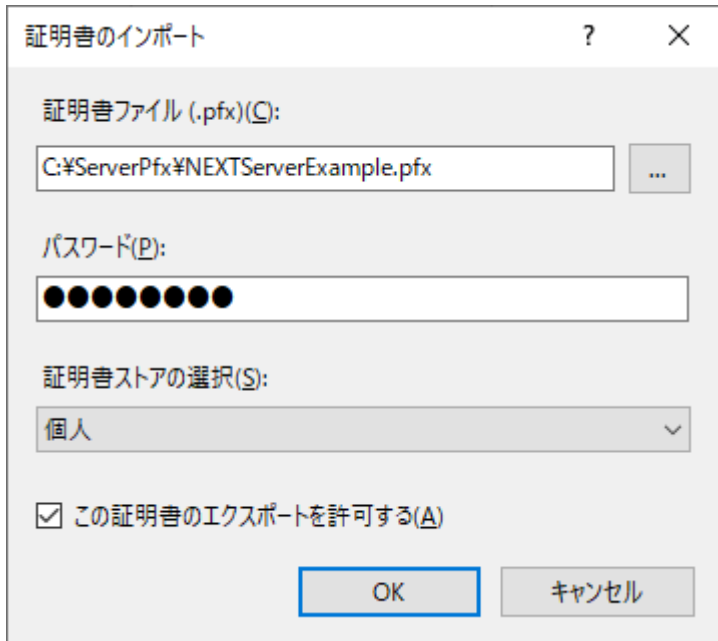 証明書のインポート ? ×
証明書ファイル (.pfx)(C):
C:¥ServerPfx¥NEXTServerExample.pfx ...
パスワード(P):
●●●●●●●●
証明書ストアの選択(S):
個人
この証明書のエクスポートを許可する(A)
OK キャンセル